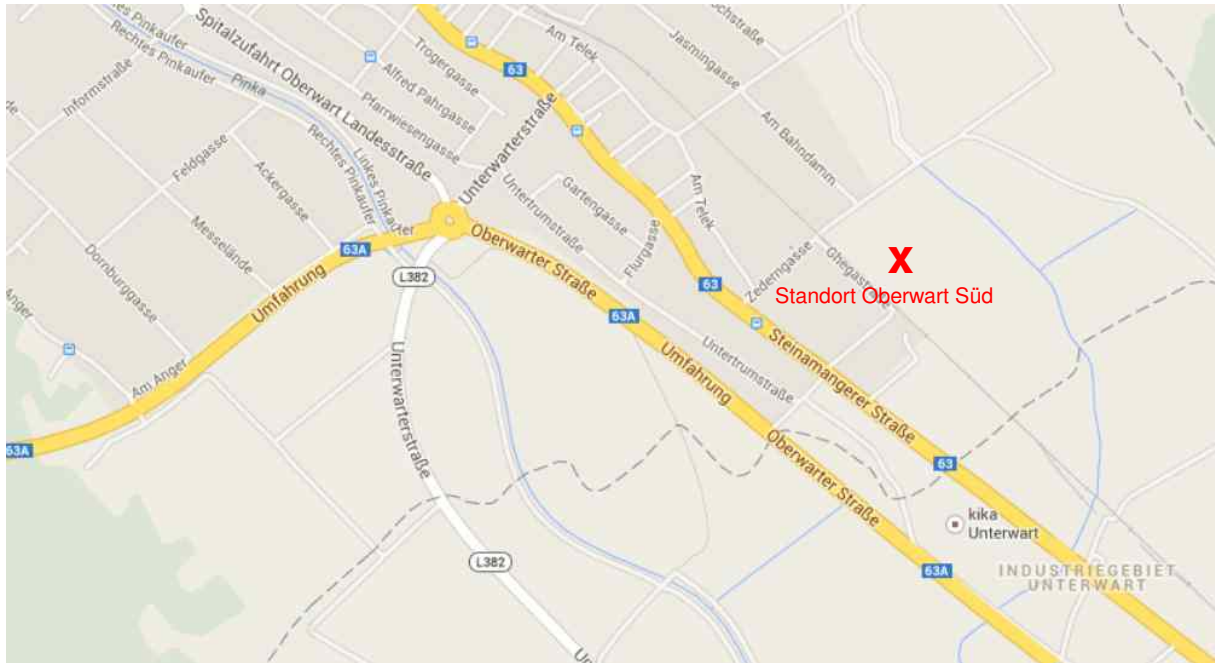 Rechtes Pinkaufer
Rechtes Pinkaufer
Spitalzufahrt Oberwart Landesstraße
Pinka
Informstraße
Trogergasse
Alfred Pahrgasse
Pfarrwiesengasse
Am Telek
63
Jasmingasse
Am Bahndamm
Unterwarterstraße
Feldgasse
Ackergasse
Messelände
Dornburggasse
Rechtes Pinkaufer
Linkes Pinkaufer
Untertrumstraße
Gartengasse
Flurgasse
Am Telek
63A
Umfahrung
L382
Oberwarter Straße
63
Zederngasse
Ghegastraße
X
Standort Oberwart Süd
Anger
Am Anger
63A
Unterwarterstraße
63A
Umfahrung
Untertrumstraße
Steinamangerer Straße
Oberwarter Straße
63
kika
Unterwart
L382
63A
INDUSTRIEGEBIET
UNTERWART